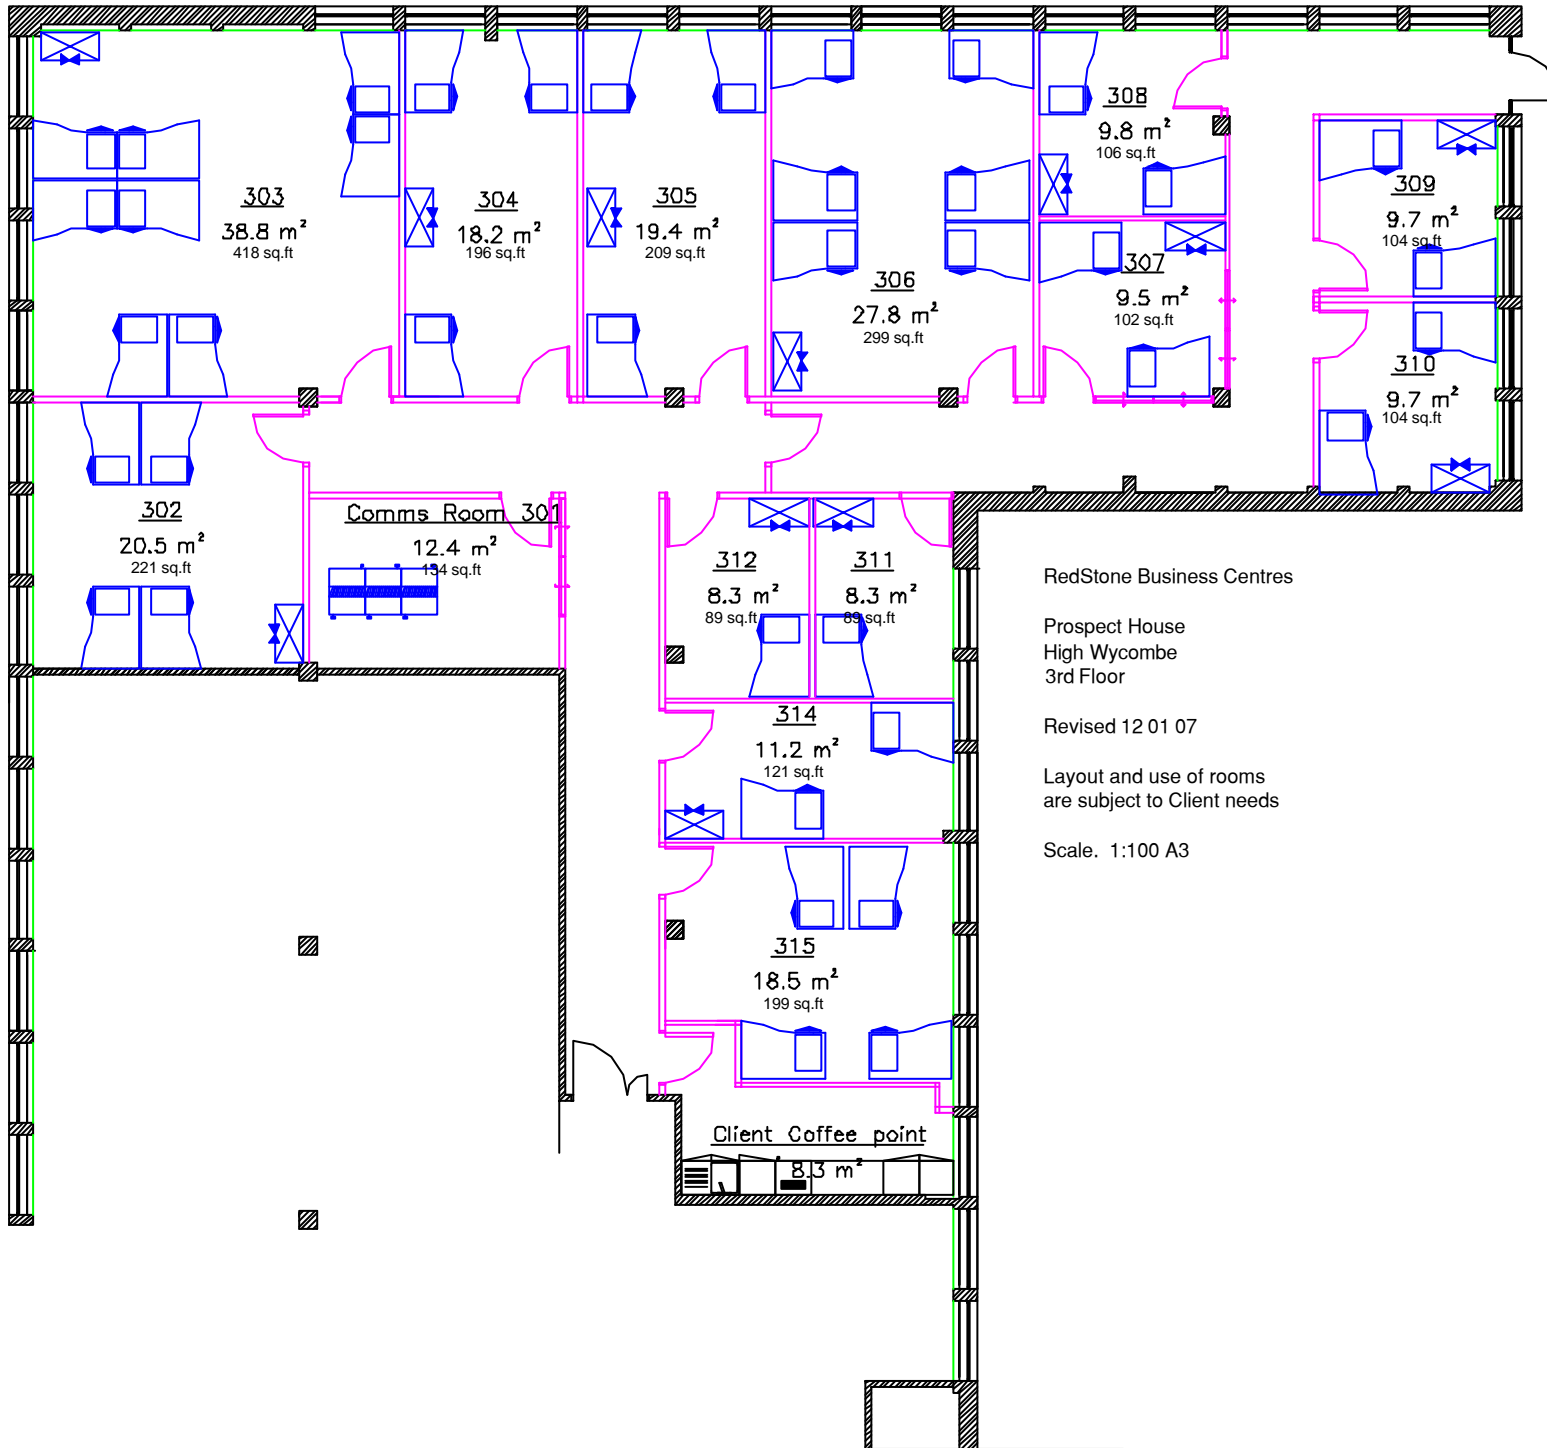 303
38.8 m²
418 sq.ft
304
18.2 m²
196 sq.ft
305
19.4 m²
209 sq.ft
306
27.8 m²
299 sq.ft
308
9.8 m²
106 sq.ft
307
9.5 m²
102 sq.ft
309
9.7 m²
104 sq.ft
310
9.7 m²
104 sq.ft
302
20.5 m²
221 sq.ft
Comms Room 301
12.4 m²
134 sq.ft
312
8.3 m²
89 sq.ft
311
8.3 m²
89 sq.ft
314
11.2 m²
121 sq.ft
315
18.5 m²
199 sq.ft
Client Coffee point
8.3 m²
RedStone Business Centres
Prospect House
High Wycombe
3rd Floor
Revised 12 01 07
Layout and use of rooms
are subject to Client needs
Scale. 1:100 A3